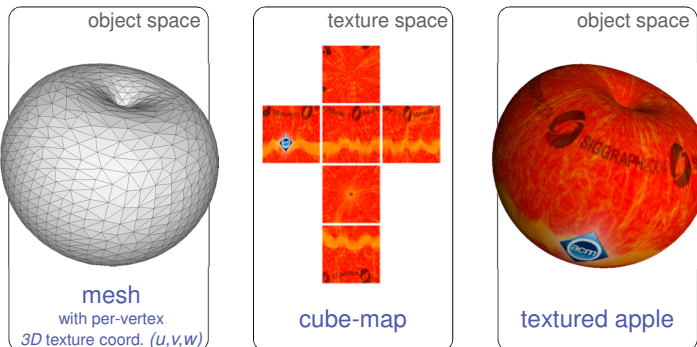 object space
mesh
with per-vertex
3D texture coord. (u,v,w)
texture space
cube-map
object space
SIGGRAPH2004
acm
textured apple